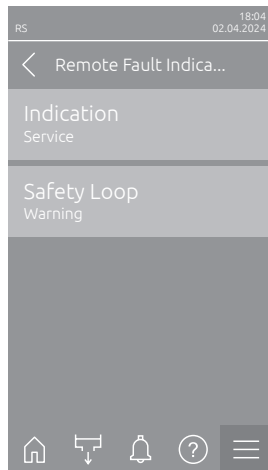 18:04
RS 02.04.2024
Remote Fault Indica...
Indication
Service
Safety Loop
Warning
?